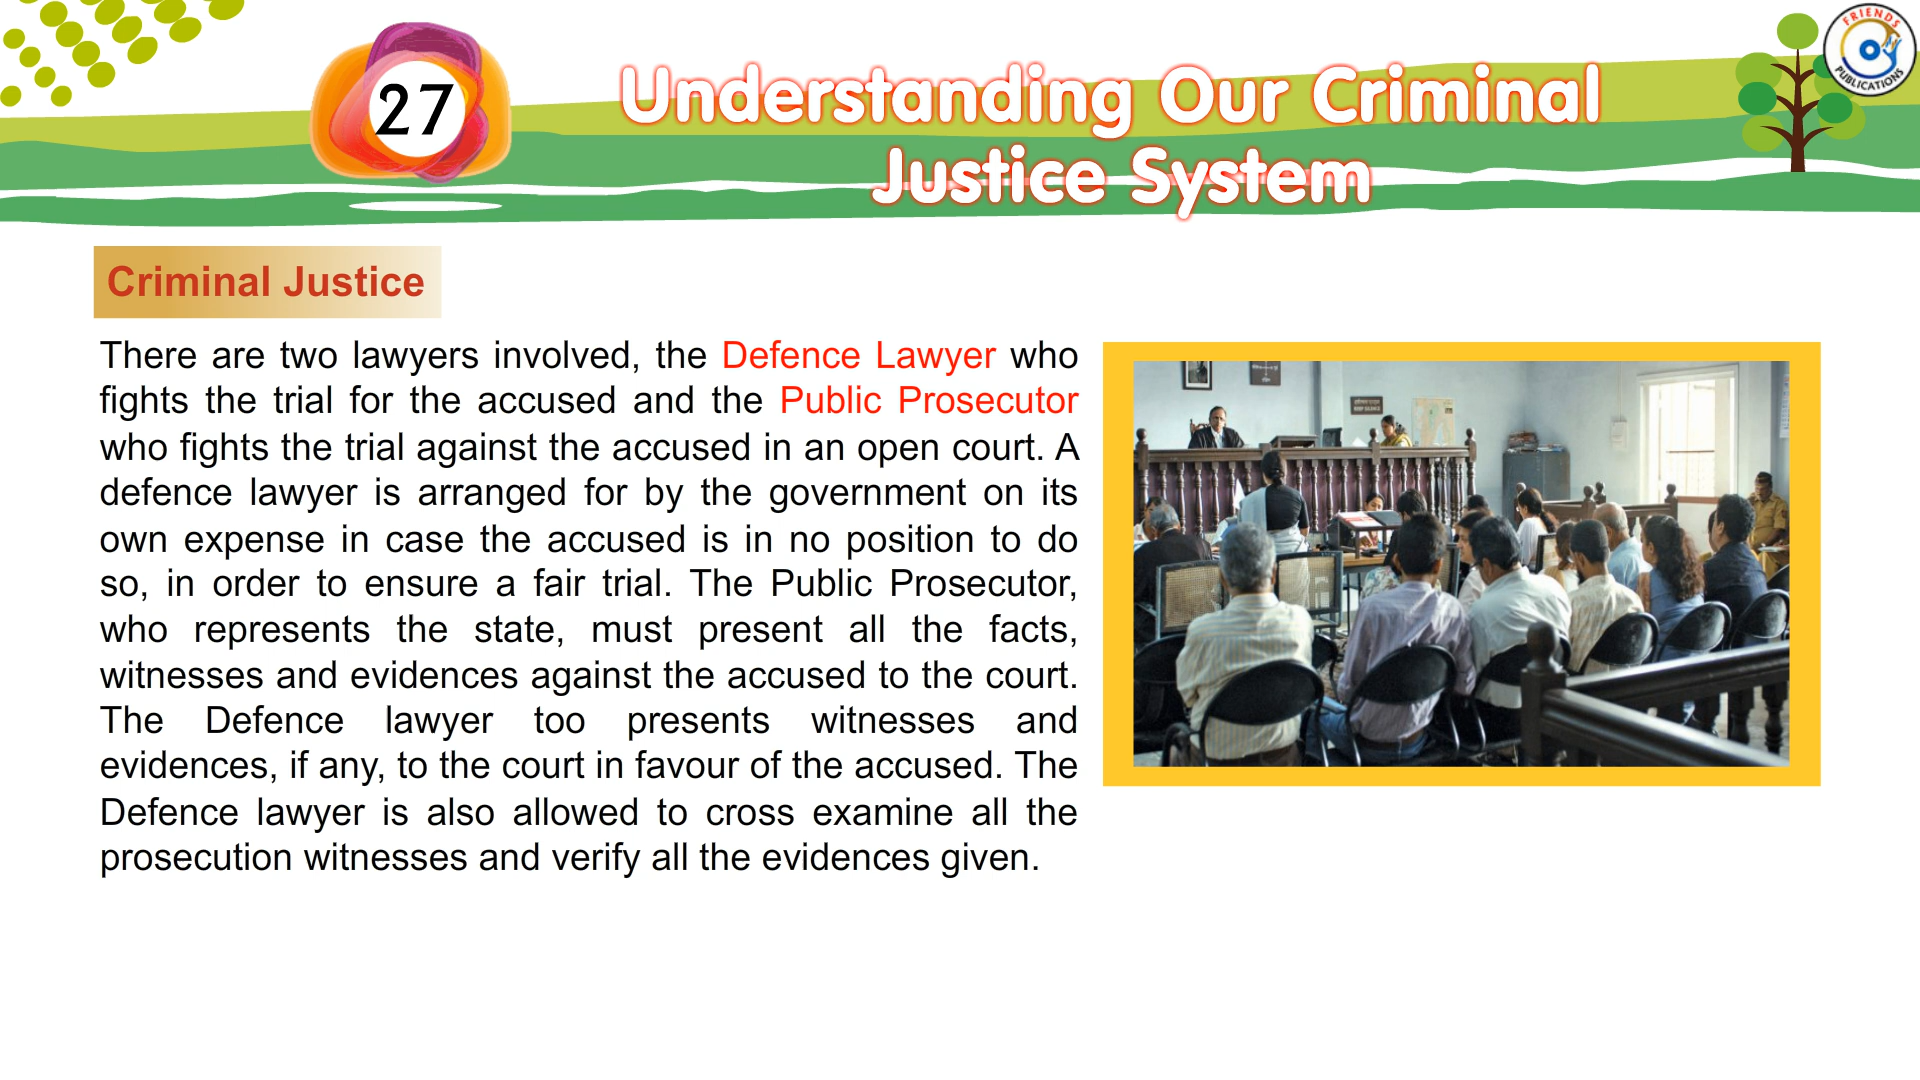 27
Understanding Our Criminal
Justice System
FRIENDS
PUBLICATIONS
Criminal Justice
There are two lawyers involved, the Defence Lawyer who
fights the trial for the accused and the Public Prosecutor
who fights the trial against the accused in an open court. A
defence lawyer is arranged for by the government on its
own expense in case the accused is in no position to do
so, in order to ensure a fair trial. The Public Prosecutor,
who represents the state, must present all the facts,
witnesses and evidences against the accused to the court.
The Defence lawyer too presents witnesses and
evidences, if any, to the court in favour of the accused. The
Defence lawyer is also allowed to cross examine all the
prosecution witnesses and verify all the evidences given.